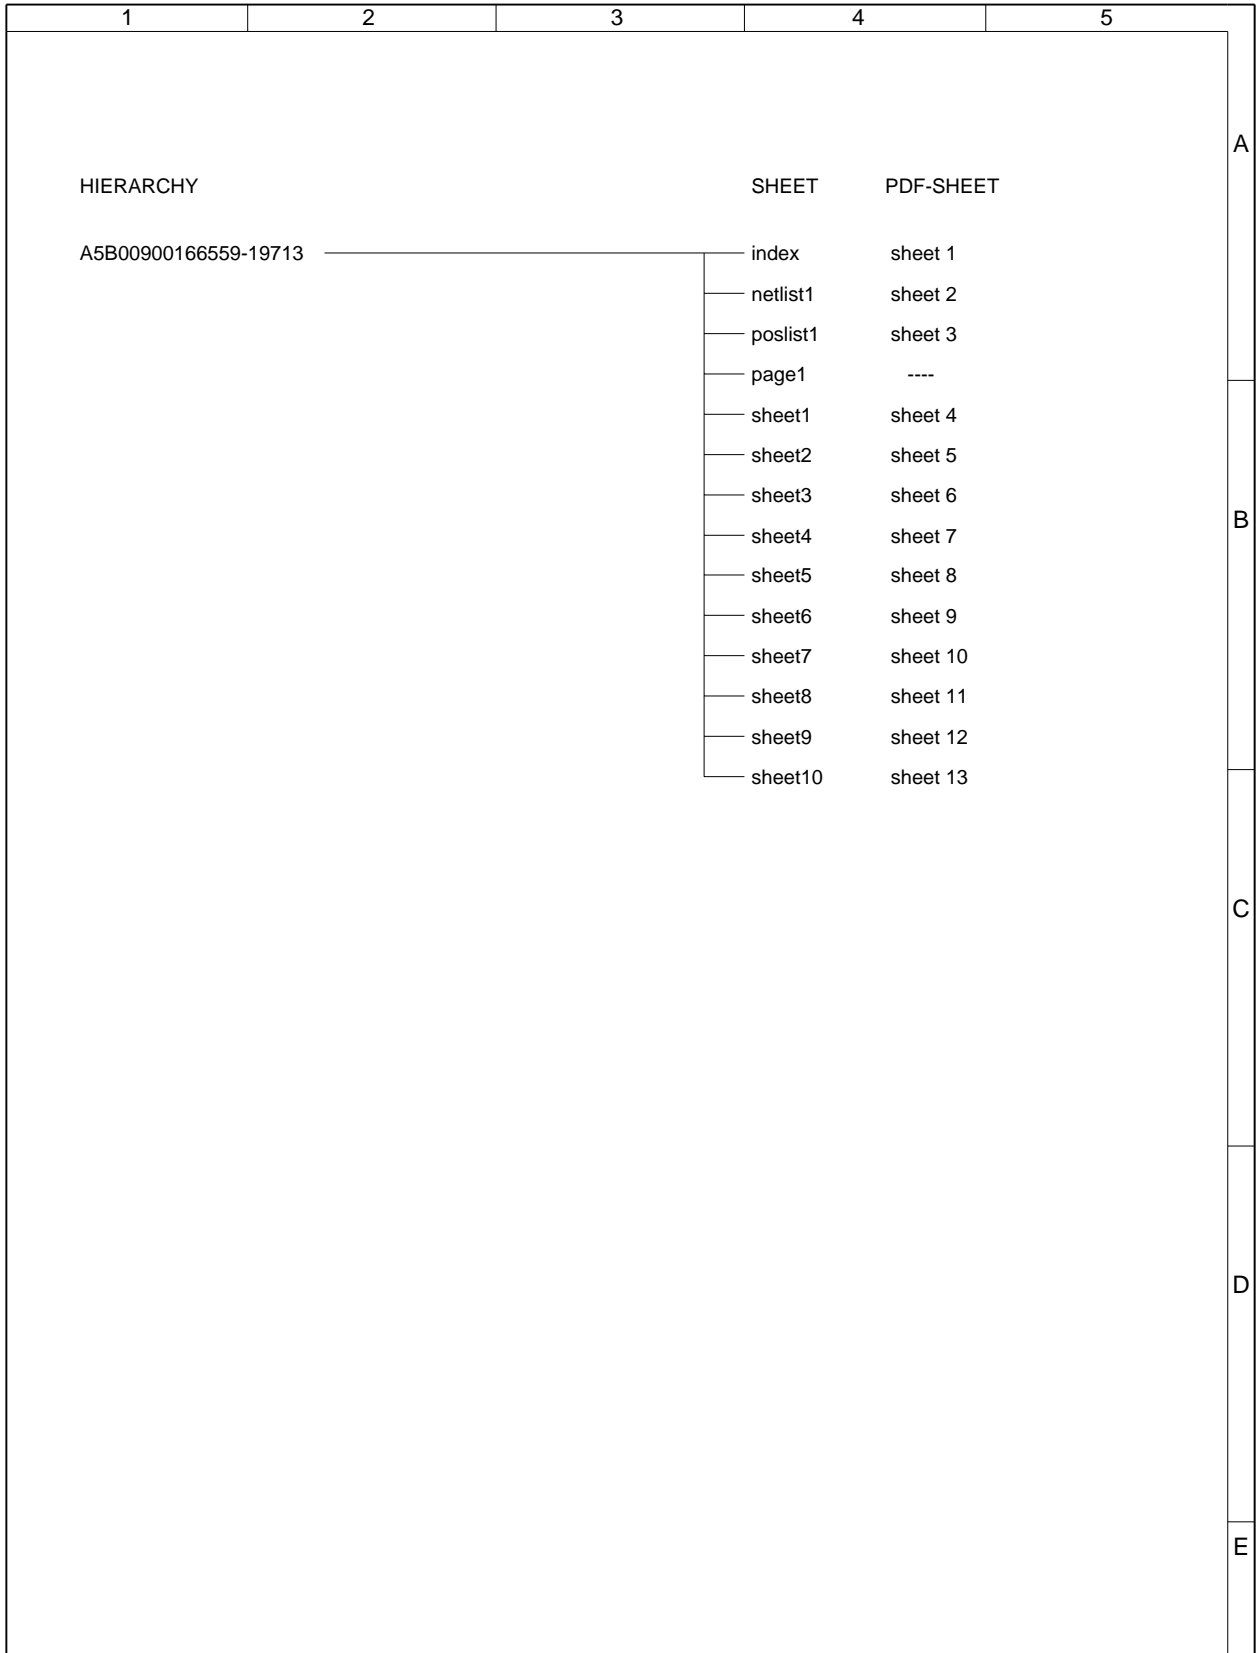 1 2 3 4 5
A
HIERARCHY SHEET PDF-SHEET
A5B00900166559-19713 index sheet 1
netlist1 sheet 2
poslist1 sheet 3
page1 ----
sheet1 sheet 4
sheet2 sheet 5
sheet3 sheet 6
B
sheet4 sheet 7
sheet5 sheet 8
sheet6 sheet 9
sheet7 sheet 10
sheet8 sheet 11
sheet9 sheet 12
sheet10 sheet 13
C
D
E